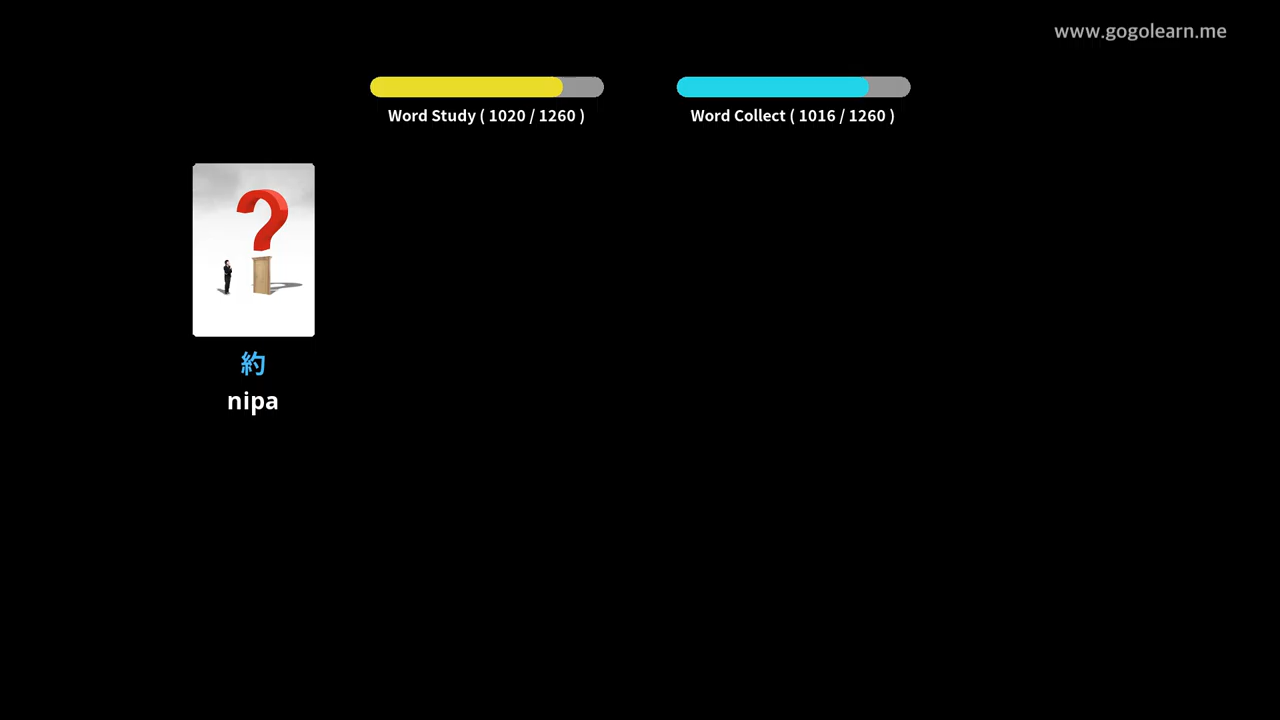 www.gogolearn.me
Word Study ( 1020 / 1260 )
Word Collect ( 1016 / 1260 )
?
約
nipa